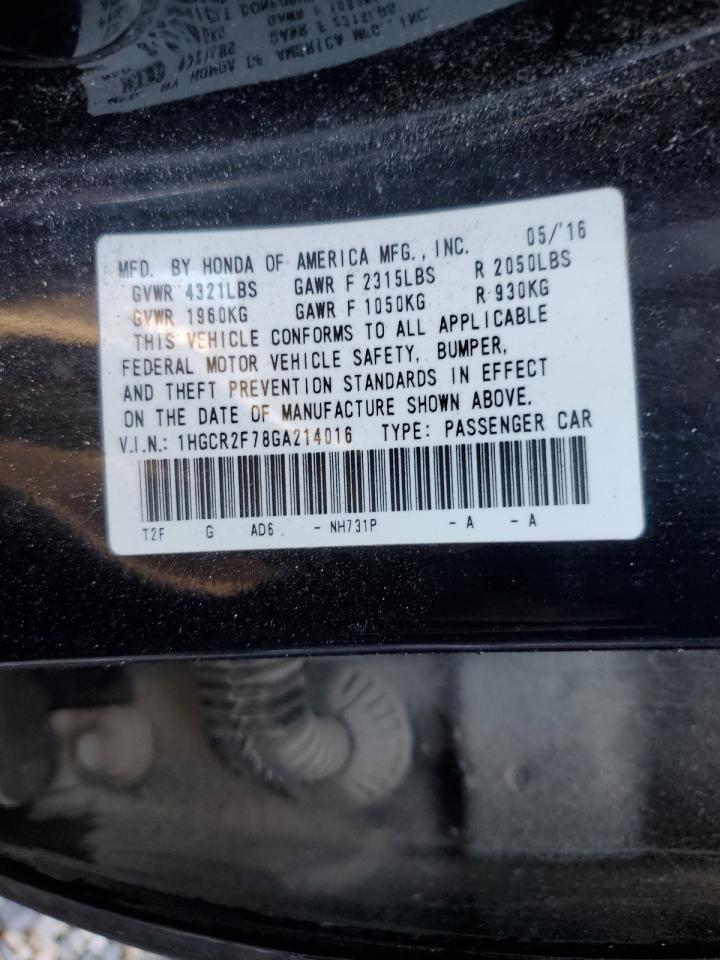 MFD. BY HONDA OF AMERICA MFG., INC. 05/'16
GVWR 4321LBS GAWR F 2315LBS R 2050LBS
GVWR 1960KG GAWR F 1050KG R 930KG
THIS VEHICLE CONFORMS TO ALL APPLICABLE
FEDERAL MOTOR VEHICLE SAFETY, BUMPER,
AND THEFT PREVENTION STANDARDS IN EFFECT
ON THE DATE OF MANUFACTURE SHOWN ABOVE.
V.I.N.: 1HGCR2F78GA214016 TYPE: PASSENGER CAR
T2F G AD6 - NH731P - A - A